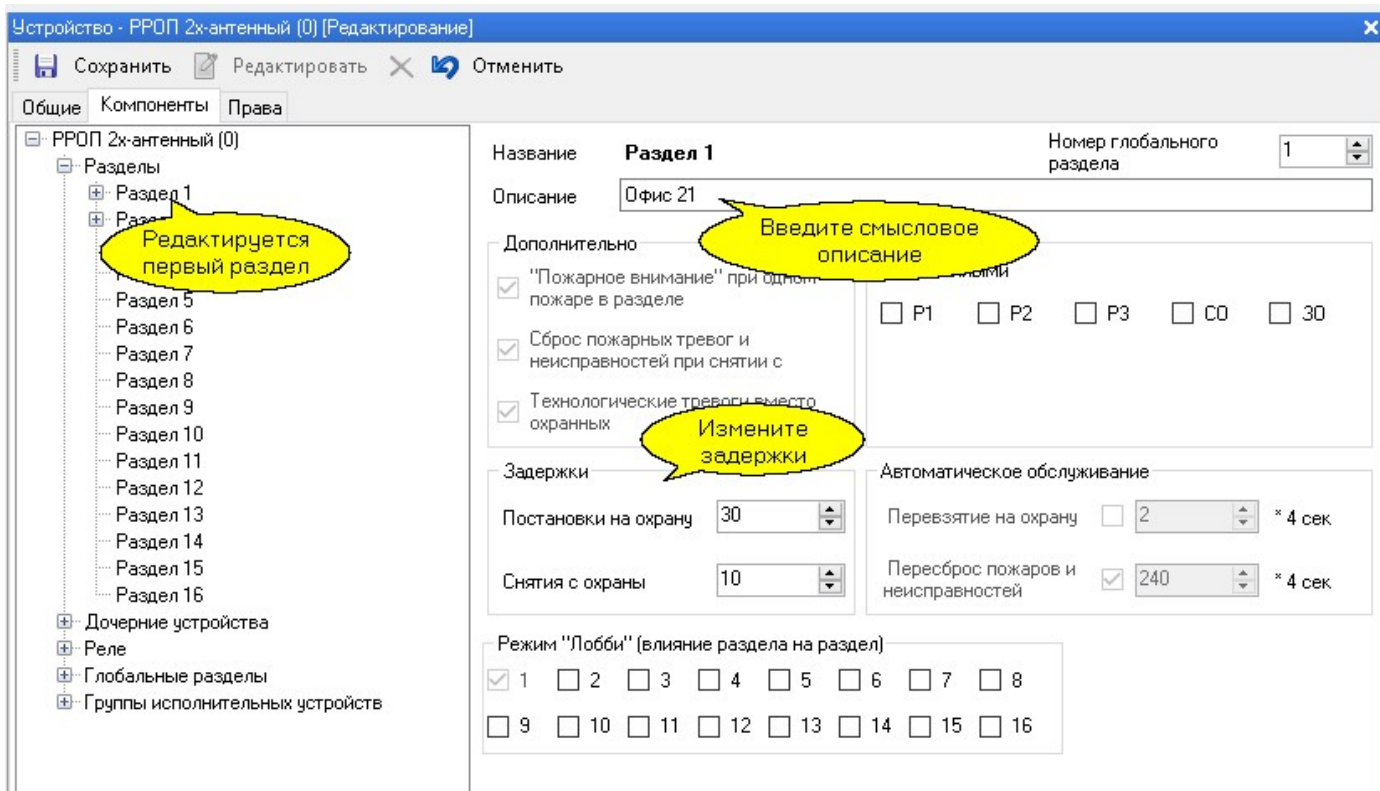 Устройство - РРОП 2х-антенный (0) [Редактирование]
Сохранить Редактировать Отменить
Общие Компоненты Права
РРОП 2х-антенный (0)
Разделы
Раздел 1
Редактируется
первый раздел
Раздел 5
Раздел 6
Раздел 7
Раздел 8
Раздел 9
Раздел 10
Раздел 11
Раздел 12
Раздел 13
Раздел 14
Раздел 15
Раздел 16
Дочерние устройства
Реле
Глобальные разделы
Группы исполнительных устройств
Название Раздел 1
Номер глобального
раздела
1
Описание Офис 21
Введите смысловое
описание
Дополнительно
"Пожарное внимание" при одном
пожаре в разделе
Сброс пожарных тревог и
неисправностей при снятии с
Технологические тревоги вместо
охранных
P1 P2 P3 СО ЗО
Измените
задержки
Задержки
Постановки на охрану 30
Снятия с охраны 10
Автоматическое обслуживание
Перевзятие на охрану 2 * 4 сек
Пересброс пожаров и
неисправностей
240 * 4 сек
Режим "Лобби" (влияние раздела на раздел)
1 2 3 4 5 6 7 8
9 10 11 12 13 14 15 16